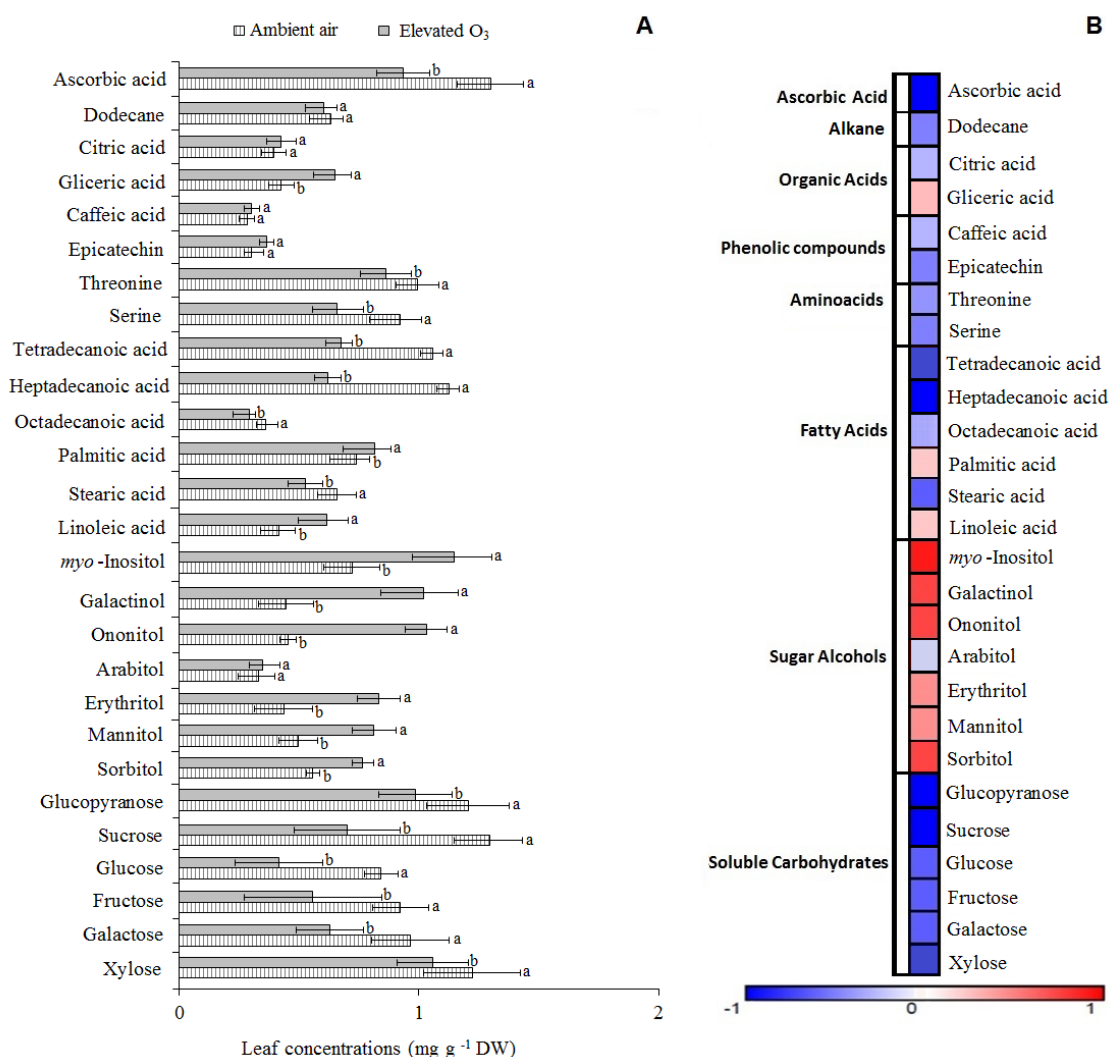 Ambient air
Elevated O₃
A
Ascorbic acid
b
a
Dodecane
a
a
Citric acid
a
a
Gliceric acid
a
b
Caffeic acid
a
a
Epicatechin
a
a
Threonine
b
a
Serine
b
a
Tetradecanoic acid
b
a
Heptadecanoic acid
b
a
Octadecanoic acid
b
a
Palmitic acid
a
b
Stearic acid
b
a
Linoleic acid
a
b
myo -Inositol
a
b
Galactinol
a
b
Ononitol
a
b
Arabitol
a
a
Erythritol
a
b
Mannitol
a
b
Sorbitol
a
b
Glucopyranose
b
a
Sucrose
b
a
Glucose
b
a
Fructose
b
a
Galactose
b
a
Xylose
b
a
0
1
2
Leaf concentrations (mg g ⁻¹ DW)
B
Ascorbic Acid
Ascorbic acid
Alkane
Dodecane
Organic Acids
Citric acid
Gliceric acid
Phenolic compounds
Caffeic acid
Epicatechin
Aminoacids
Threonine
Serine
Fatty Acids
Tetradecanoic acid
Heptadecanoic acid
Octadecanoic acid
Palmitic acid
Stearic acid
Linoleic acid
Sugar Alcohols
myo -Inositol
Galactinol
Ononitol
Arabitol
Erythritol
Mannitol
Sorbitol
Soluble Carbohydrates
Glucopyranose
Sucrose
Glucose
Fructose
Galactose
Xylose
-1
0
1